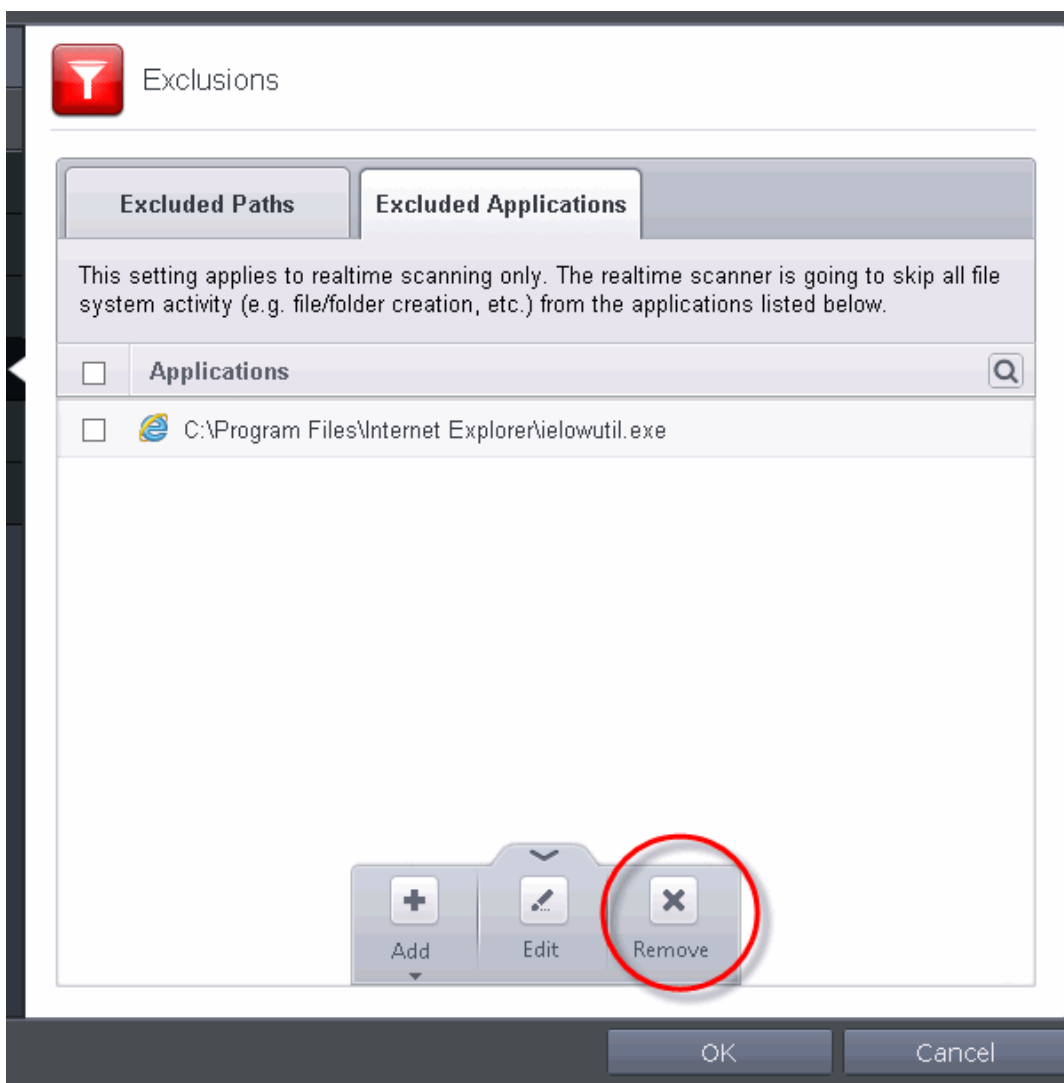 Exclusions
Excluded Paths
Excluded Applications
This setting applies to realtime scanning only. The realtime scanner is going to skip all file
system activity (e.g. file/folder creation, etc.) from the applications listed below.
Applications
C:\Program Files\Internet Explorer\ielowutil.exe
Add
Edit
Remove
OK
Cancel